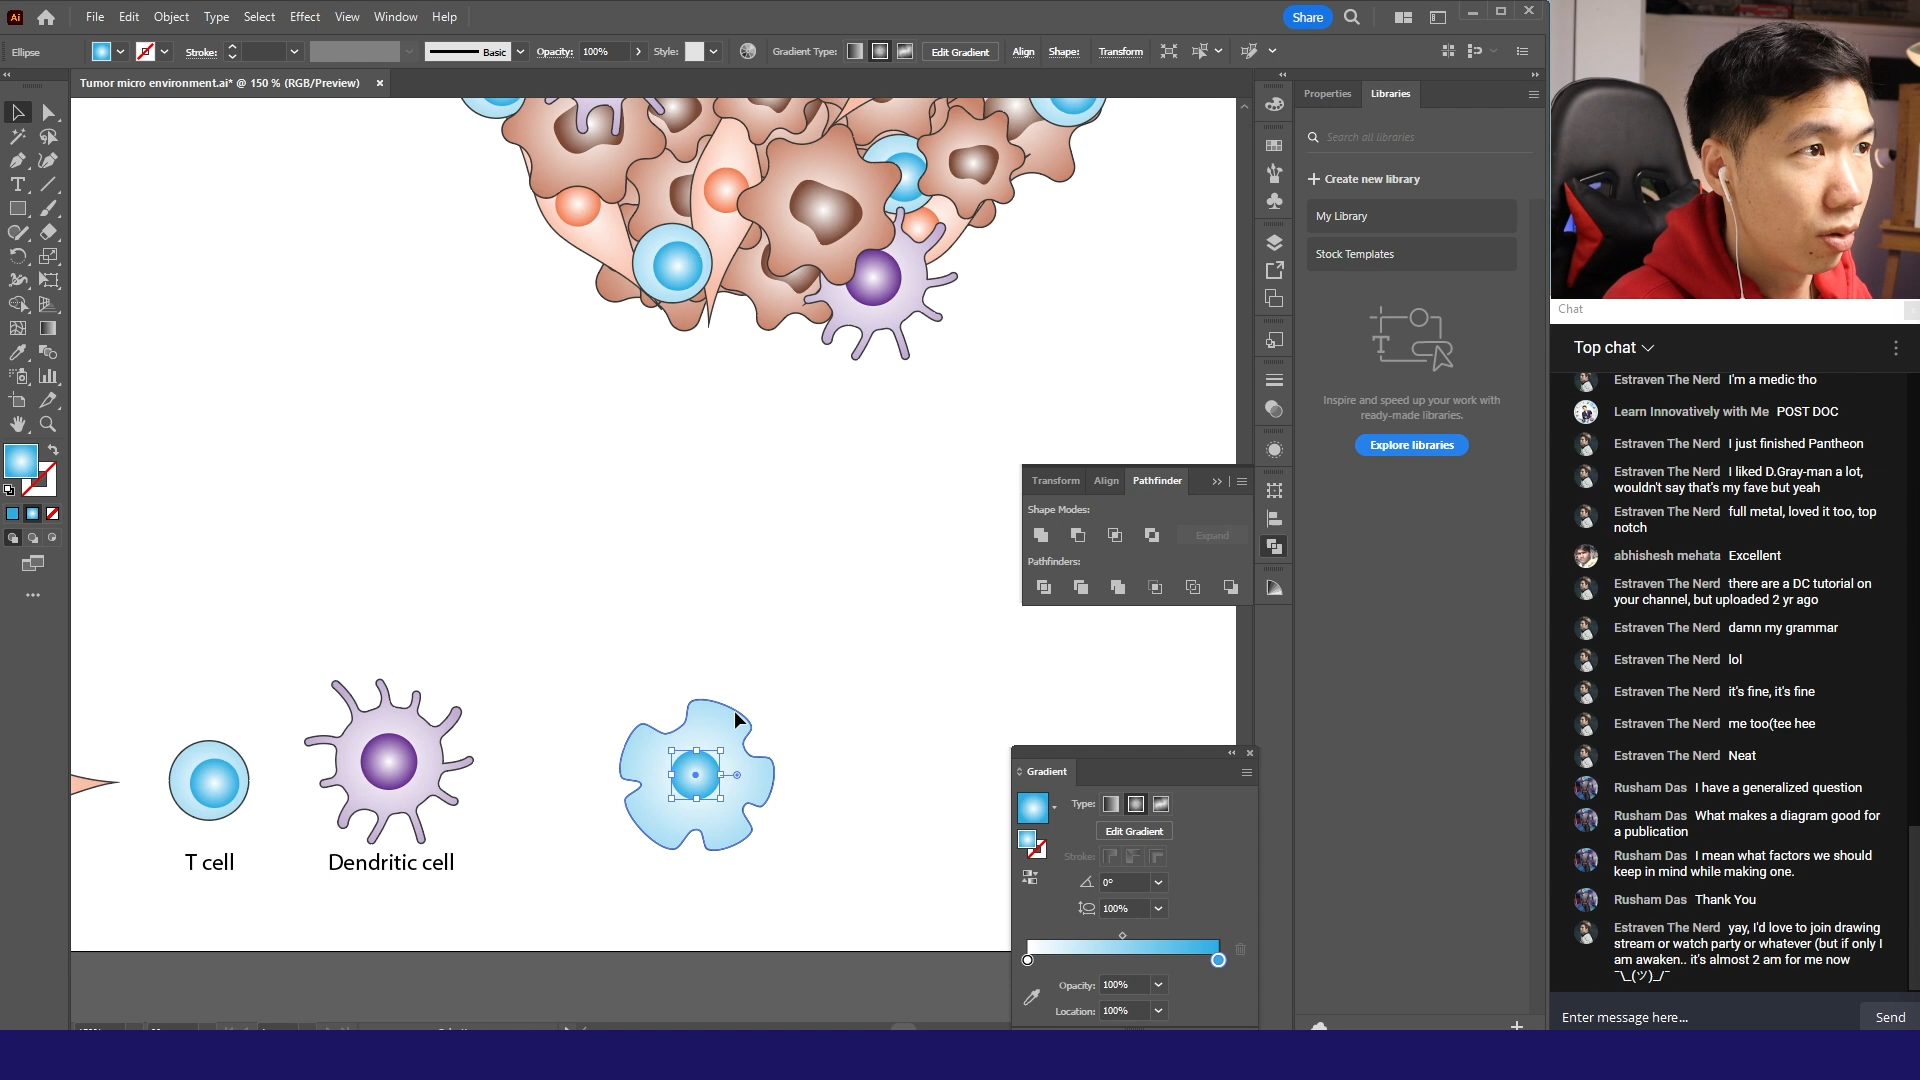 Ai
File Edit Object Type Select Effect View Window Help
Share
Ellipse
Stroke:
Basic
Opacity: 100%
Style:
Gradient Type:
Edit Gradient
Align
Shape:
Transform
Tumor micro environment.ai* @ 150 % (RGB/Preview)
Properties
Libraries
Search all libraries
Create new library
My Library
Stock Templates
Inspire and speed up your work with
ready-made libraries.
Explore libraries
Transform Align Pathfinder
Shape Modes:
Expand
Pathfinders:
T cell
Dendritic cell
Gradient
Type:
Edit Gradient
Stroke:
0°
100%
Opacity: 100%
Location: 100%
Chat
Top chat
Estraven The Nerd I'm a medic tho
Learn Innovatively with Me POST DOC
Estraven The Nerd I just finished Pantheon
Estraven The Nerd I liked D.Gray-man a lot,
wouldn't say that's my fave but yeah
Estraven The Nerd full metal, loved it too, top
notch
abhishesh mehata Excellent
Estraven The Nerd there are a DC tutorial on
your channel, but uploaded 2 yr ago
Estraven The Nerd damn my grammar
Estraven The Nerd lol
Estraven The Nerd it's fine, it's fine
Estraven The Nerd me too(tee hee
Estraven The Nerd Neat
Rusham Das I have a generalized question
Rusham Das What makes a diagram good for
a publication
Rusham Das I mean what factors we should
keep in mind while making one.
Rusham Das Thank You
Estraven The Nerd yay, I'd love to join drawing
stream or watch party or whatever (but if only I
am awaken.. it's almost 2 am for me now
¯\_(ツ)_/¯
Enter message here...
Send